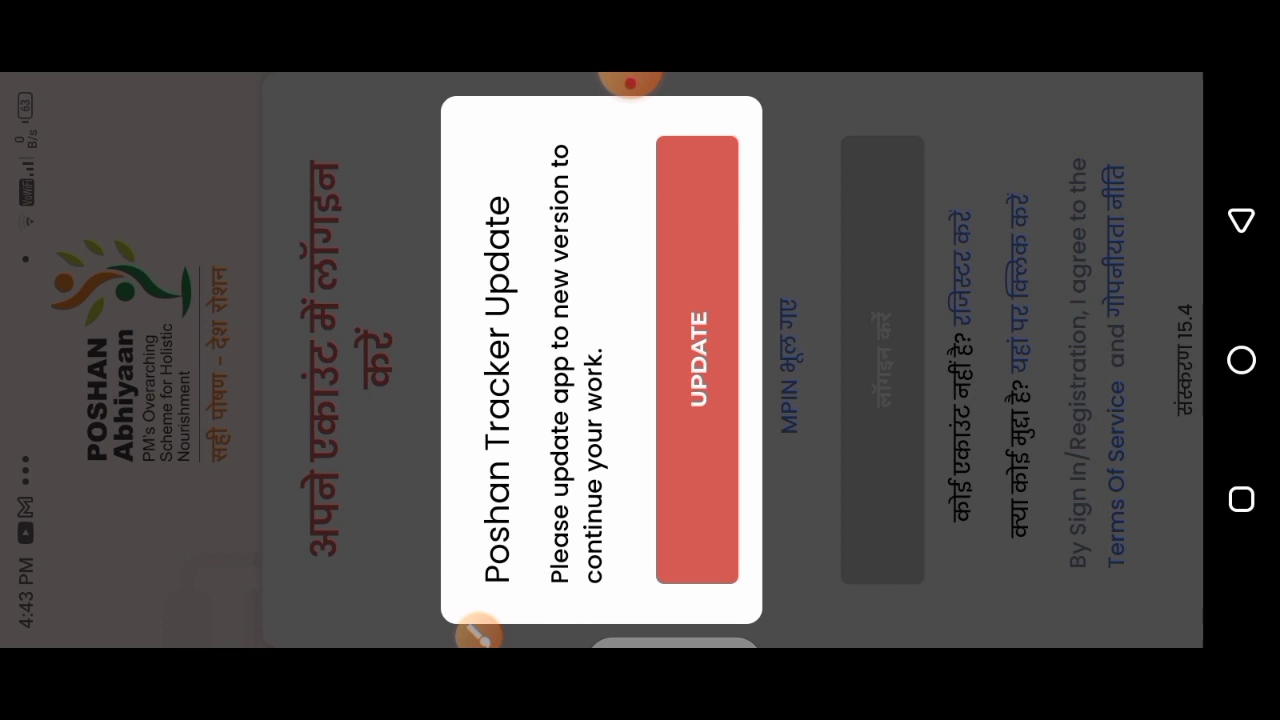 4:43 PM
0
B/s
VoWiFi
63
POSHAN
Abhiyaan
PM's Overarching
Scheme for Holistic
Nourishment
सही पोषण - देश रोशन
अपने एकाउंट में लॉगइन
करें
Poshan Tracker Update
Please update app to new version to
continue your work.
UPDATE
MPIN भूल गए
लॉगइन करें
कोई एकाउंट नहीं है? रजिस्टर करें
क्या कोई मुद्दा है? यहां पर क्लिक करें
By Sign In/Registration, I agree to the
Terms Of Service and गोपनीयता नीति
संस्करण 15.4